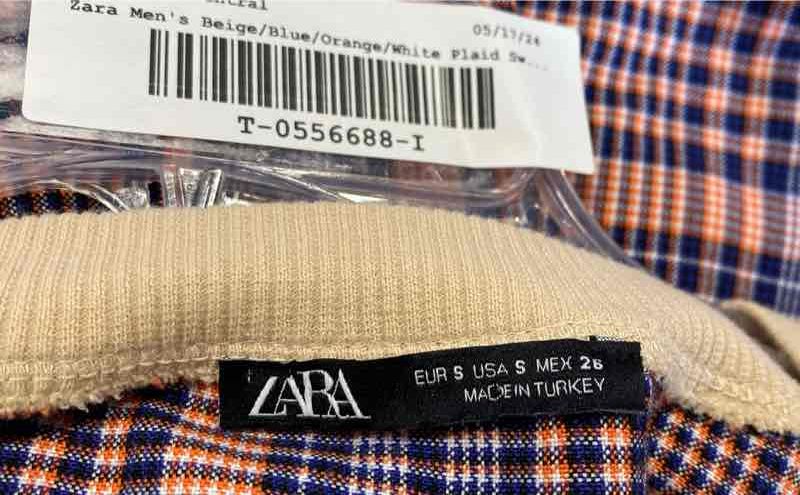 05/17/24
Zara Men's Beige/Blue/Orange/White Plaid Sw...
T-0556688-I
ZARA
EUR S USA S MEX 26
MADE IN TURKEY